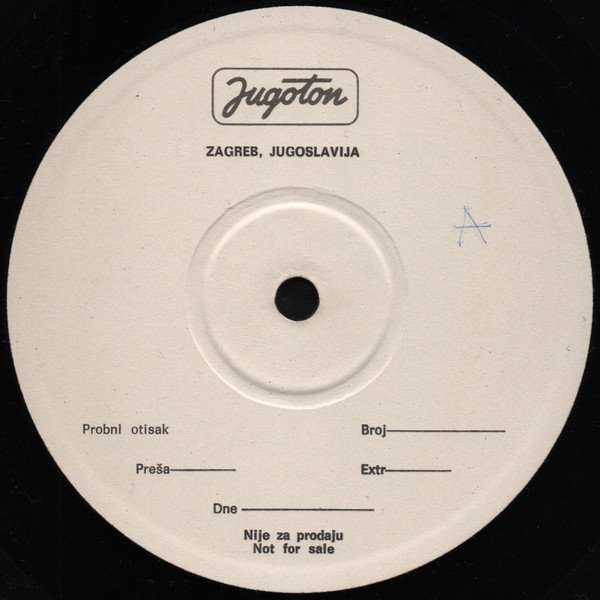 Jugoton
ZAGREB, JUGOSLAVIJA
A
Probni otisak Broj
Preša Extr
Dne
Nije za prodaju
Not for sale